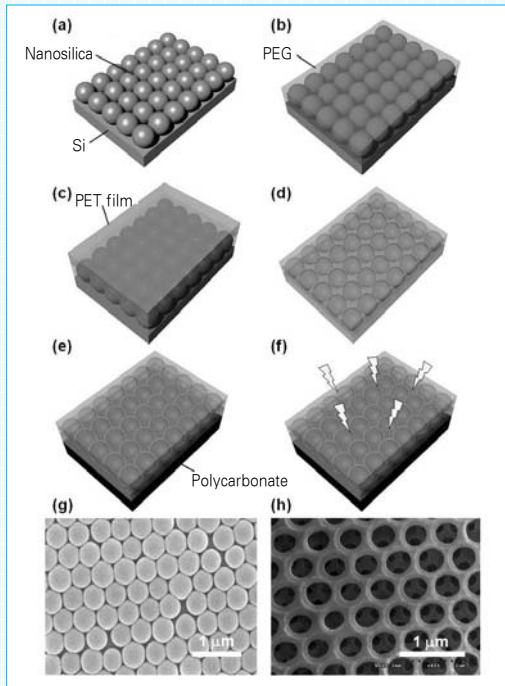 (a)
Nanosilica
Si
(b)
PEG
(c)
PET film
(d)
(e)
Polycarbonate
(f)
(g)
1 μm
(h)
1 μm